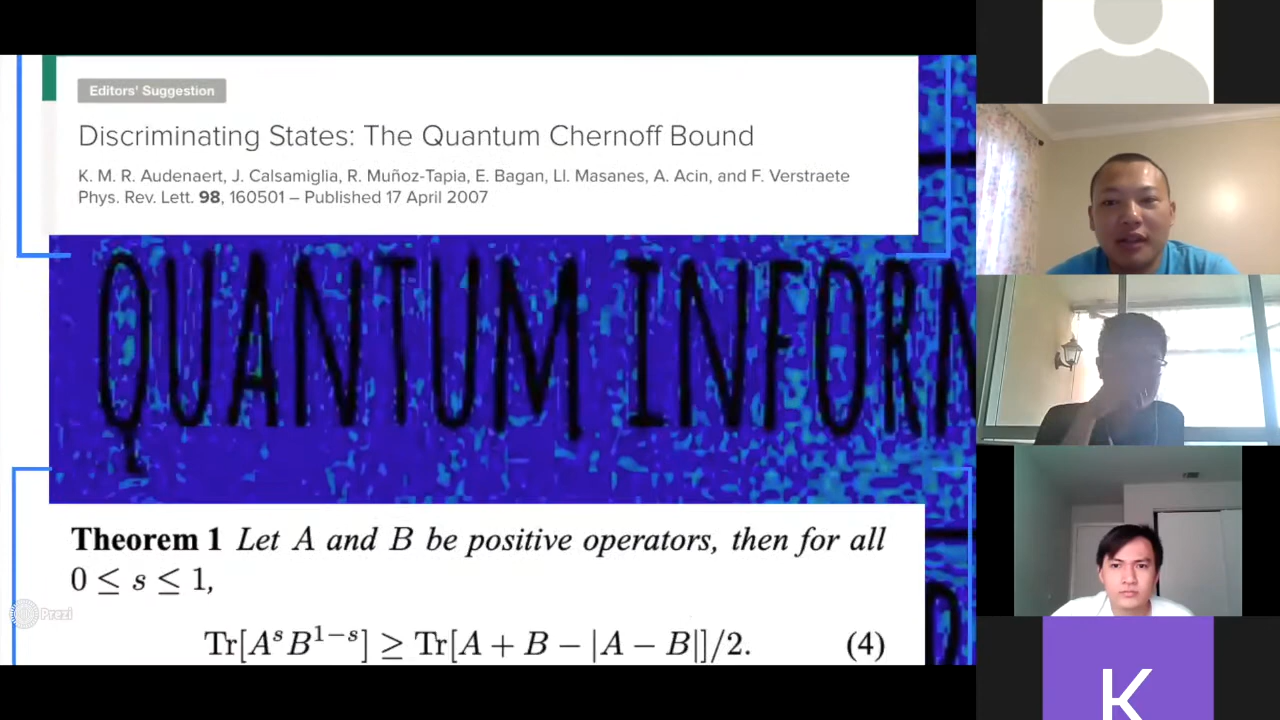 Editors' Suggestion
Discriminating States: The Quantum Chernoff Bound
K. M. R. Audenaert, J. Calsamiglia, R. Muñoz-Tapia, E. Bagan, Ll. Masanes, A. Acin, and F. Verstraete
Phys. Rev. Lett. 98, 160501 – Published 17 April 2007
QUANTUM INFORM
Theorem 1 Let A and B be positive operators, then for all
0 ≤ s ≤ 1,
Prezi
Tr[A^s B^{1−s}] ≥ Tr[A + B − |A − B|]/2. (4)
K